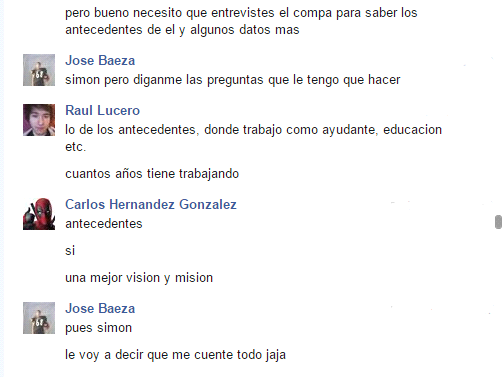 pero bueno necesito que entrevistes el compa para saber los
antecedentes de el y algunos datos mas
Jose Baeza
simon pero diganme las preguntas que le tengo que hacer
Raul Lucero
lo de los antecedentes, donde trabajo como ayudante, educacion
etc.
cuantos años tiene trabajando
Carlos Hernandez Gonzalez
antecedentes
si
una mejor vision y mision
Jose Baeza
pues simon
le voy a decir que me cuente todo jaja